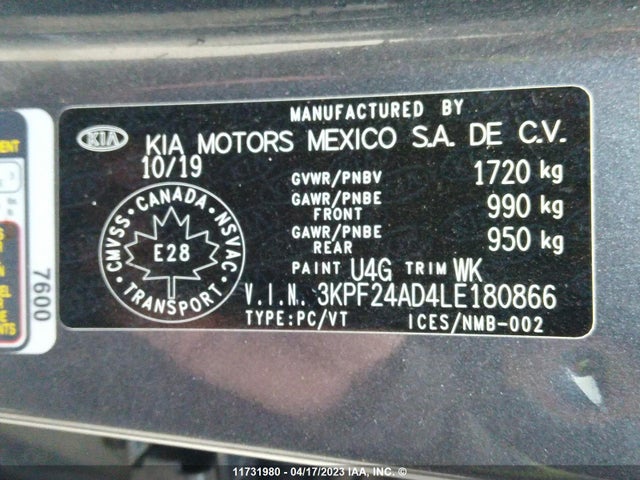 MANUFACTURED BY
KIA KIA MOTORS MEXICO S.A. DE C.V.
10/19
GVWR/PNBV 1720 kg
GAWR/PNBE FRONT 990 kg
GAWR/PNBE REAR 950 kg
CMVSS · CANADA · NSVAC
E28
TRANSPORT
PAINT U4G TRIM WK
V.I.N. 3KPF24AD4LE180866
TYPE:PC/VT ICES/NMB-002
7600
11731980 - 04/17/2023 IAA, INC. ©